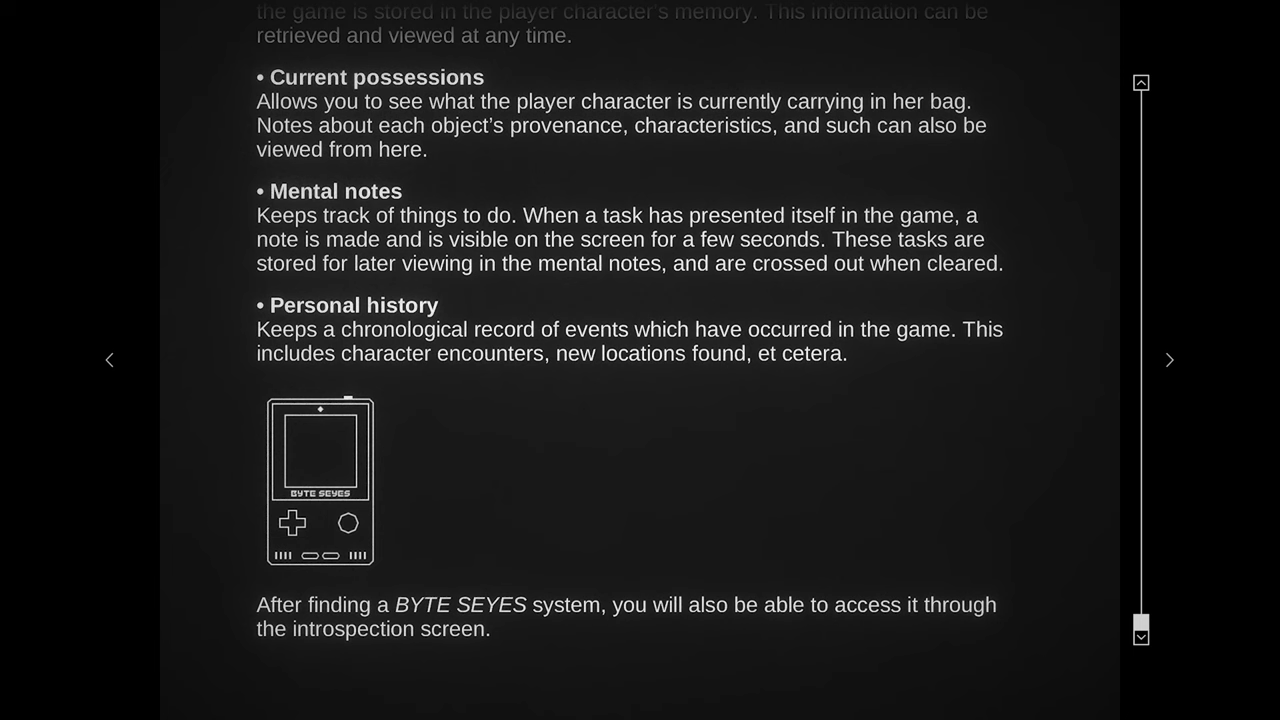 the game is stored in the player character's memory. This information can be
retrieved and viewed at any time.
• Current possessions
Allows you to see what the player character is currently carrying in her bag.
Notes about each object’s provenance, characteristics, and such can also be
viewed from here.
• Mental notes
Keeps track of things to do. When a task has presented itself in the game, a
note is made and is visible on the screen for a few seconds. These tasks are
stored for later viewing in the mental notes, and are crossed out when cleared.
• Personal history
Keeps a chronological record of events which have occurred in the game. This
includes character encounters, new locations found, et cetera.
BYTE SEYES
After finding a BYTE SEYES system, you will also be able to access it through
the introspection screen.